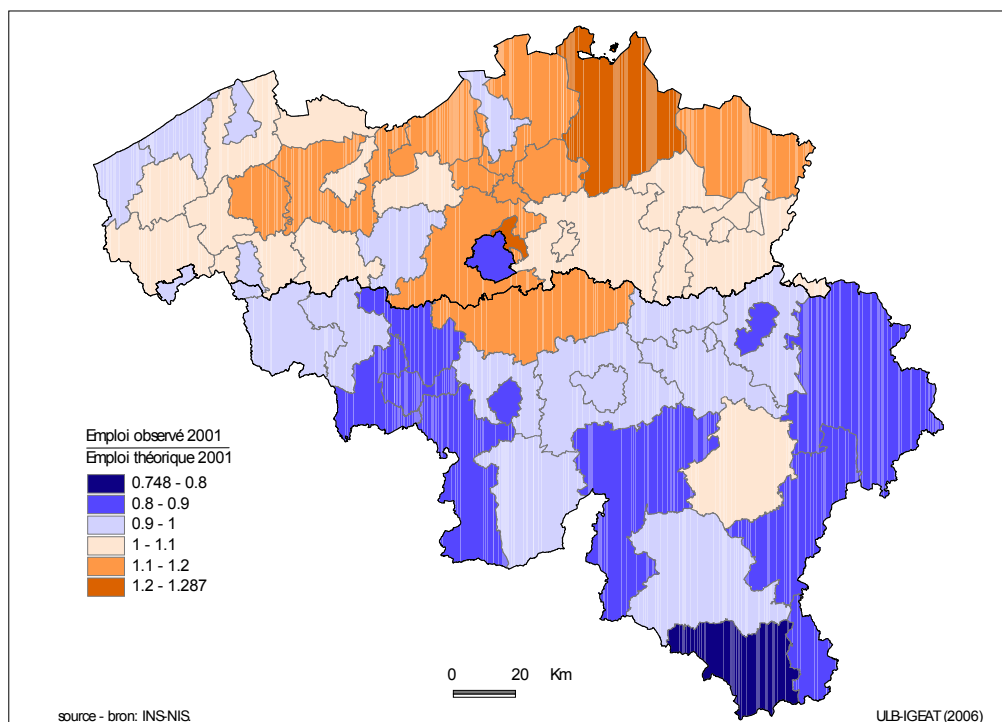 Emploi observé 2001
Emploi théorique 2001
0.748 - 0.8
0.8 - 0.9
0.9 - 1
1 - 1.1
1.1 - 1.2
1.2 - 1.287
0 20 Km
source - bron: INS-NIS.
ULB-IGEAT (2006)